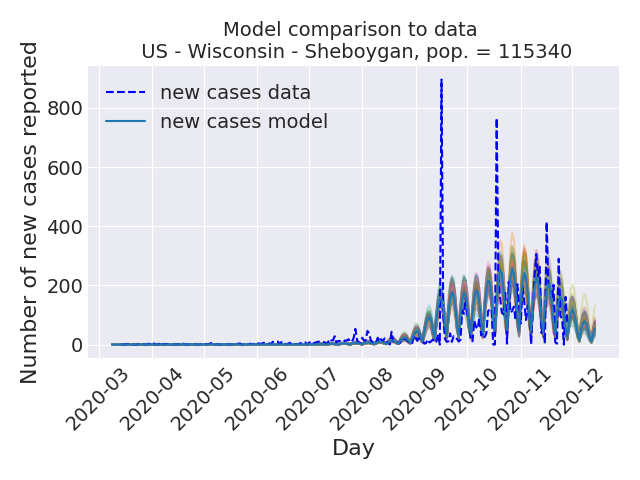 Model comparison to data
US - Wisconsin - Sheboygan, pop. = 115340
Number of new cases reported
800
600
400
200
0
new cases data
new cases model
2020-03
2020-04
2020-05
2020-06
2020-07
2020-08
2020-09
2020-10
2020-11
2020-12
Day